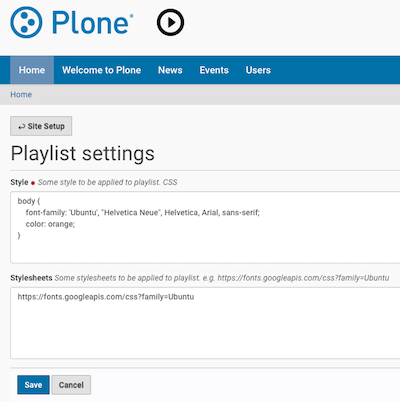 Plone®
Home Welcome to Plone News Events Users
Home
Site Setup
Playlist settings
Style Some style to be applied to playlist. CSS
body {
font-family: 'Ubuntu', "Helvetica Neue", Helvetica, Arial, sans-serif;
color: orange;
}
Stylesheets Some stylesheets to be applied to playlist. e.g. https://fonts.googleapis.com/css?family=Ubuntu
https://fonts.googleapis.com/css?family=Ubuntu
Save Cancel